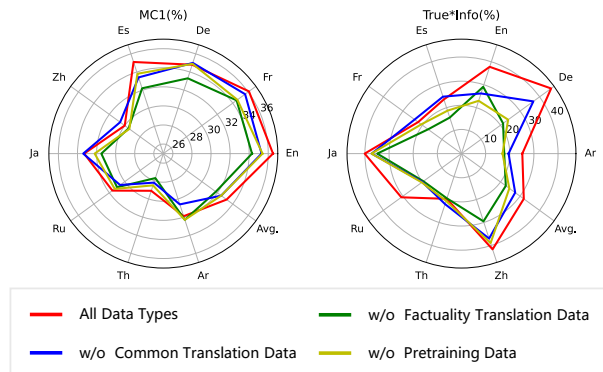 MC1(%)
True*Info(%)
Es
De
Zh
Fr
Ja
En
Ru
Avg.
Th
Ar
26
28
30
32
34
36
Es
En
Fr
De
Ja
Ar
Ru
Avg.
Th
Zh
10
20
30
40
All Data Types
w/o Factuality Translation Data
w/o Common Translation Data
w/o Pretraining Data